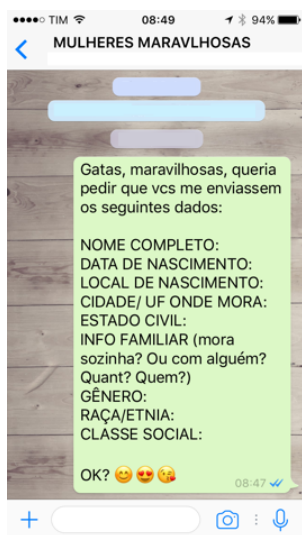 TIM 08:49 94%
MULHERES MARAVLHOSAS
Gatas, maravilhosas, queria
pedir que vcs me enviassem
os seguintes dados:
NOME COMPLETO:
DATA DE NASCIMENTO:
LOCAL DE NASCIMENTO:
CIDADE/ UF ONDE MORA:
ESTADO CIVIL:
INFO FAMILIAR (mora
sozinha? Ou com alguém?
Quant? Quem?)
GÊNERO:
RAÇA/ETNIA:
CLASSE SOCIAL:
OK? 😊😍😘
08:47